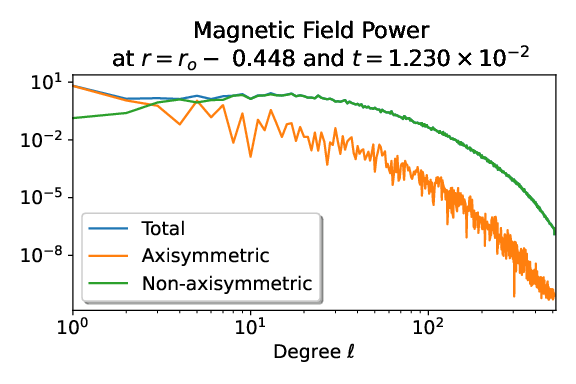 Magnetic Field Power
at r = rₒ − 0.448 and t = 1.230 × 10⁻²
10¹
10⁻²
10⁻⁵
10⁻⁸
Total
Axisymmetric
Non-axisymmetric
10⁰ 10¹ 10²
Degree ℓ